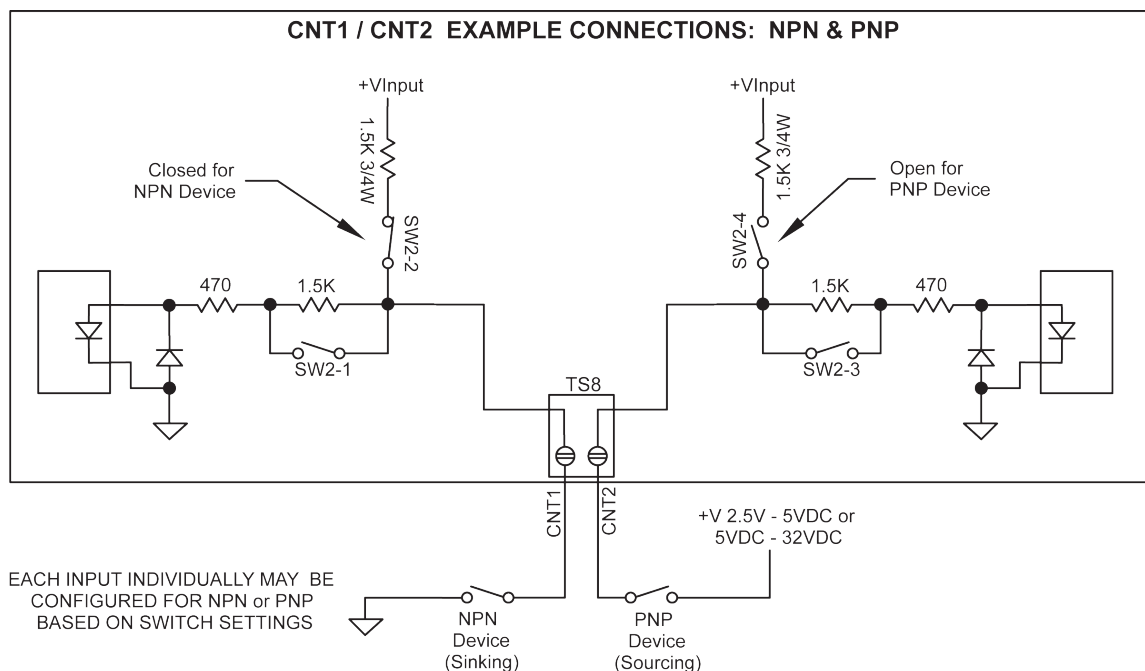 CNT1 / CNT2 EXAMPLE CONNECTIONS: NPN & PNP
+VInput
+VInput
1.5K 3/4W
1.5K 3/4W
Closed for
NPN Device
Open for
PNP Device
SW2-2
SW2-4
470
1.5K
1.5K
470
SW2-1
SW2-3
TS8
CNT1
CNT2
+V 2.5V - 5VDC or
5VDC - 32VDC
EACH INPUT INDIVIDUALLY MAY BE
CONFIGURED FOR NPN or PNP
BASED ON SWITCH SETTINGS
NPN
Device
(Sinking)
PNP
Device
(Sourcing)